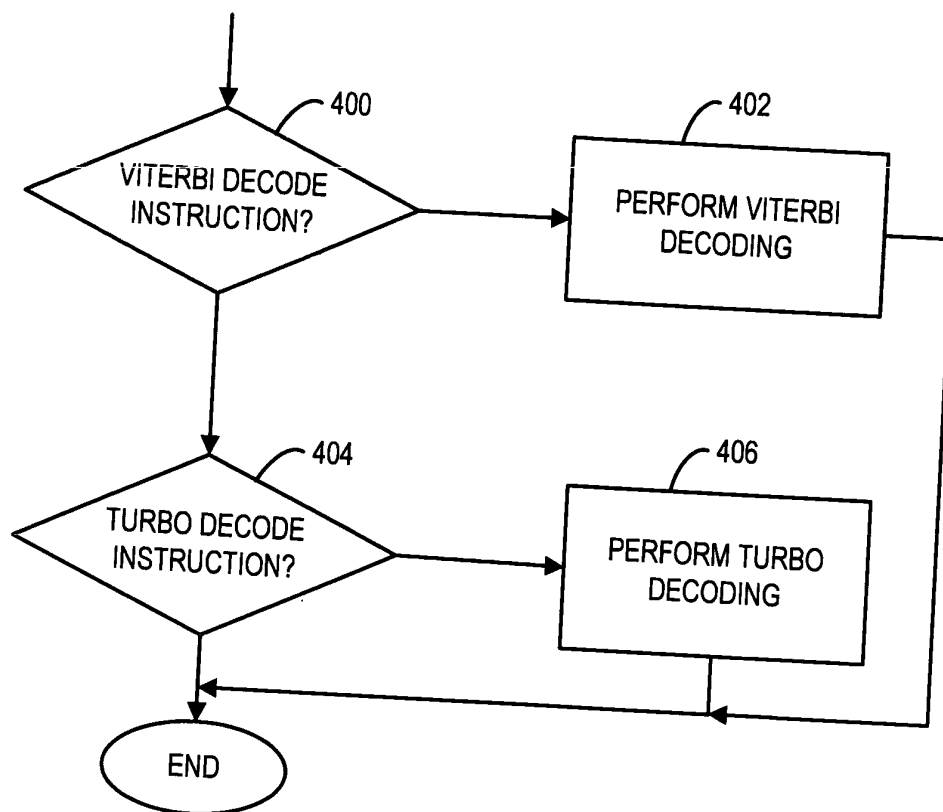 400
VITERBI DECODE
INSTRUCTION?
402
PERFORM VITERBI
DECODING
404
TURBO DECODE
INSTRUCTION?
406
PERFORM TURBO
DECODING
END